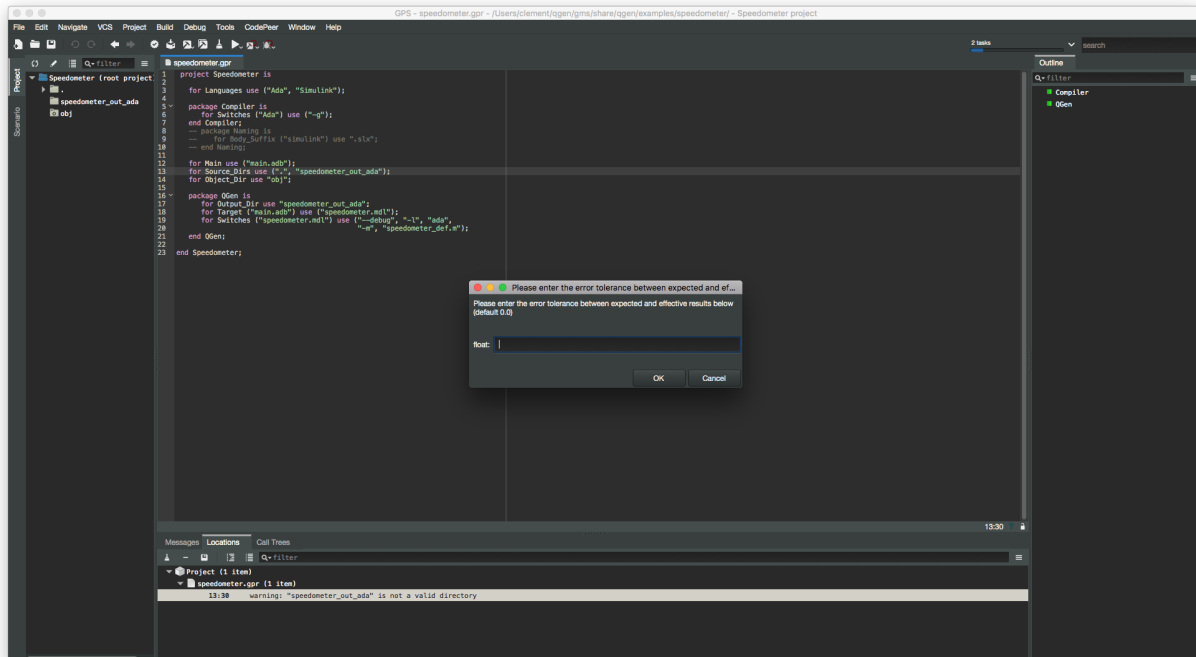 GPS - speedometer.gpr - /Users/clement/qgen/gms/share/qgen/examples/speedometer/ - Speedometer project
File Edit Navigate VCS Project Build Debug Tools CodePeer Window Help
2 tasks
search
Project
Scenario
filter
Speedometer (root project
.
speedometer_out_ada
obj
speedometer.gpr
1 project Speedometer is
2
3 for Languages use ("Ada", "Simulink");
4
5 package Compiler is
6 for Switches ("Ada") use ("-g");
7 end Compiler;
8 -- package Naming is
9 -- for Body_Suffix ("simulink") use ".slx";
10 -- end Naming;
11
12 for Main use ("main.adb");
13 for Source_Dirs use (".", "speedometer_out_ada");
14 for Object_Dir use "obj";
15
16 package QGen is
17 for Output_Dir use "speedometer_out_ada";
18 for Target ("main.adb") use ("speedometer.mdl");
19 for Switches ("speedometer.mdl") use ("--debug", "-l", "ada",
20 "-m", "speedometer_def.m");
21 end QGen;
22
23 end Speedometer;
13:30
Please enter the error tolerance between expected and ef...
Please enter the error tolerance between expected and effective results below
(default 0.0)
float:
OK Cancel
Outline
filter
Compiler
QGen
Messages Locations Call Trees
filter
Project (1 item)
speedometer.gpr (1 item)
13:30 warning: "speedometer_out_ada" is not a valid directory